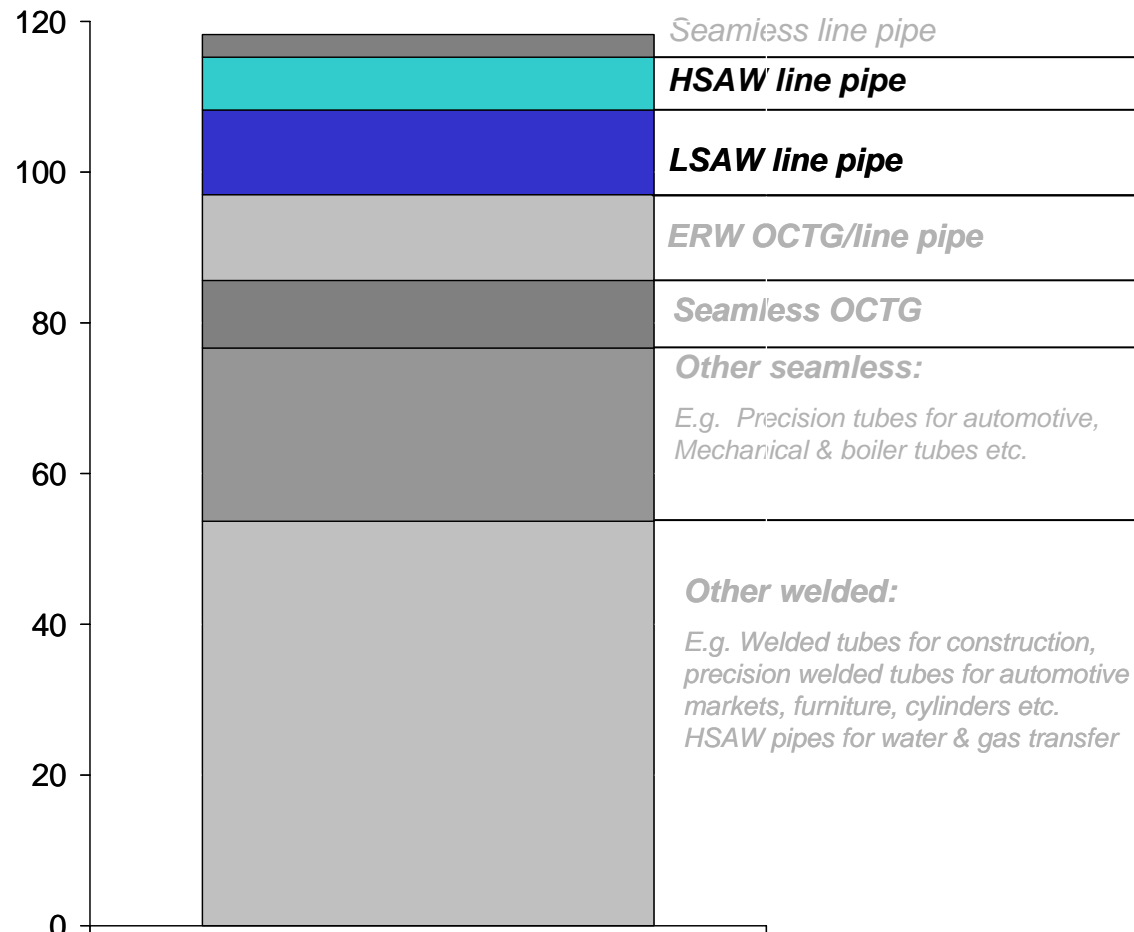 120
Seamless line pipe
HSAW line pipe
LSAW line pipe
100
ERW OCTG/line pipe
Seamless OCTG
80
Other seamless:
E.g. Precision tubes for automotive,
Mechanical & boiler tubes etc.
60
Other welded:
40
E.g. Welded tubes for construction,
precision welded tubes for automotive
markets, furniture, cylinders etc.
HSAW pipes for water & gas transfer
20
0